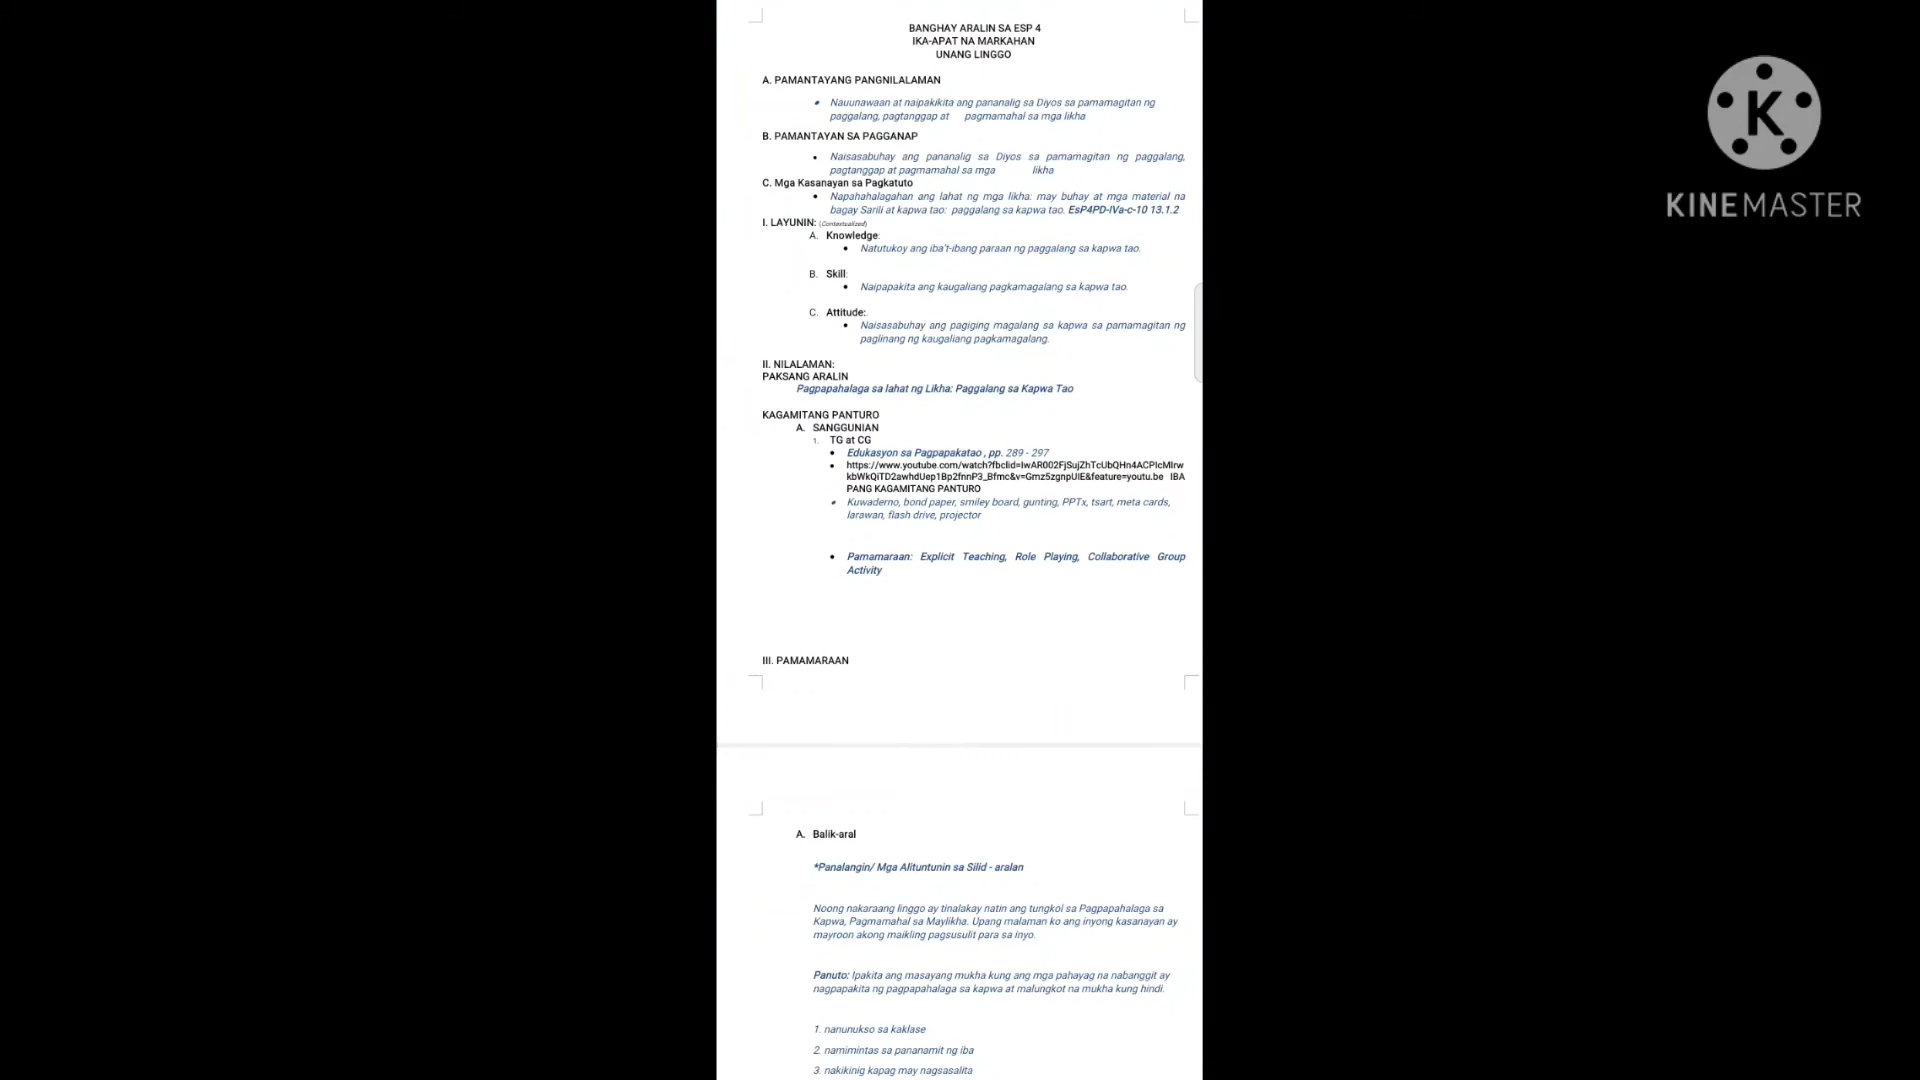 BANGHAY ARALIN SA ESP 4
IKA-APAT NA MARKAHAN
UNANG LINGGO
A. PAMANTAYANG PANGNILALAMAN
• Nauunawaan at naipakikita ang pananalig sa Diyos sa pamamagitan ng
paggalang, pagtanggap at pagmamahal sa mga likha
B. PAMANTAYAN SA PAGGANAP
• Naisasabuhay ang pananalig sa Diyos sa pamamagitan ng paggalang,
pagtanggap at pagmamahal sa mga likha
C. Mga Kasanayan sa Pagkatuto
• Napahahalagahan ang lahat ng mga likha: may buhay at mga material na
bagay Sarili at kapwa tao: paggalang sa kapwa tao. EsP4PD-IVa-c-10 13.1.2
I. LAYUNIN: (Contextualized)
A. Knowledge:
• Natutukoy ang iba't-ibang paraan ng paggalang sa kapwa tao.
B. Skill:
• Naipapakita ang kaugaliang pagkamagalang sa kapwa tao.
C. Attitude:
• Naisasabuhay ang pagiging magalang sa kapwa sa pamamagitan ng
paglinang ng kaugaliang pagkamagalang.
II. NILALAMAN:
PAKSANG ARALIN
Pagpapahalaga sa lahat ng Likha: Paggalang sa Kapwa Tao
KAGAMITANG PANTURO
A. SANGGUNIAN
1. TG at CG
• Edukasyon sa Pagpapakatao , pp. 289 - 297
• https://www.youtube.com/watch?fbclid=IwAR002FjSujZhTcUbQHn4ACPIcMIrw
kbWkQiTD2awhdUep1Bp2fnnP3_Bfmc&v=Gmz5zgnpUIE&feature=youtu.be IBA
PANG KAGAMITANG PANTURO
• Kuwaderno, bond paper, smiley board, gunting, PPTx, tsart, meta cards,
larawan, flash drive, projector
• Pamamaraan: Explicit Teaching, Role Playing, Collaborative Group
Activity
III. PAMAMARAAN
A. Balik-aral
*Panalangin/ Mga Alituntunin sa Silid - aralan
Noong nakaraang linggo ay tinalakay natin ang tungkol sa Pagpapahalaga sa
Kapwa, Pagmamahal sa Maylikha. Upang malaman ko ang inyong kasanayan ay
mayroon akong maikling pagsusulit para sa inyo.
Panuto: Ipakita ang masayang mukha kung ang mga pahayag na nabanggit ay
nagpapakita ng pagpapahalaga sa kapwa at malungkot na mukha kung hindi.
1. nanunukso sa kaklase
2. namimintas sa pananamit ng iba
3. nakikinig kapag may nagsasalita
K
KINEMASTER